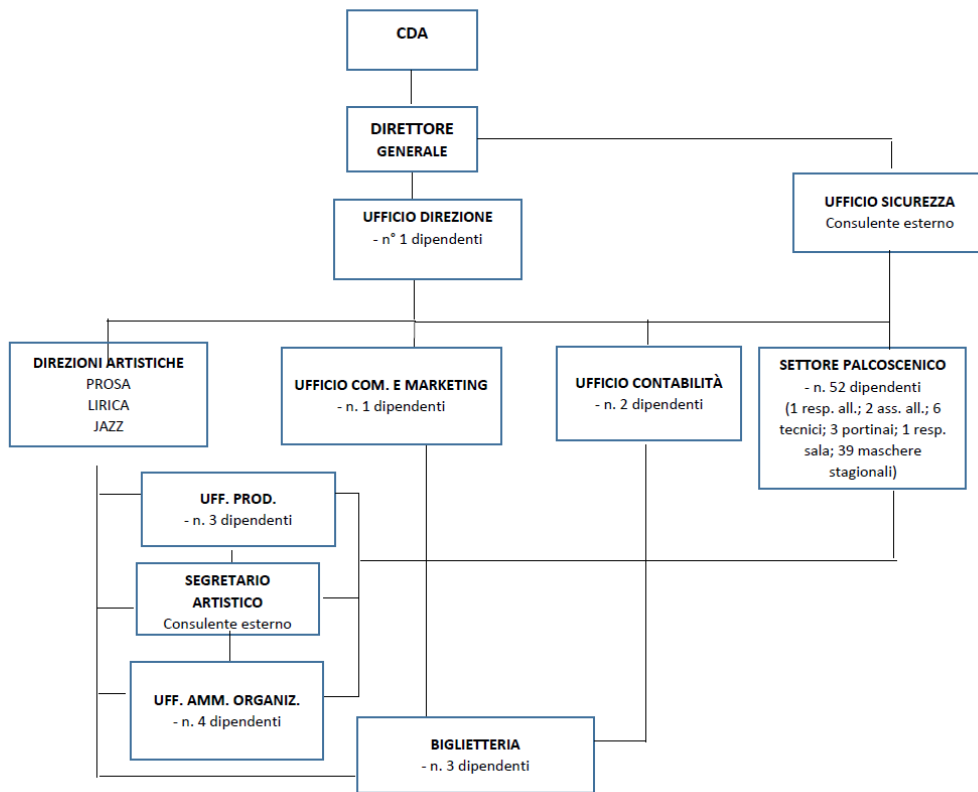 CDA
DIRETTORE
GENERALE
UFFICIO DIREZIONE
- n° 1 dipendenti
UFFICIO SICUREZZA
Consulente esterno
DIREZIONI ARTISTICHE
PROSA
LIRICA
JAZZ
UFFICIO COM. E MARKETING
- n. 1 dipendenti
UFFICIO CONTABILITÀ
- n. 2 dipendenti
SETTORE PALCOSCENICO
- n. 52 dipendenti
(1 resp. all.; 2 ass. all.; 6
tecnici; 3 portinai; 1 resp.
sala; 39 maschere
stagionali)
UFF. PROD.
- n. 3 dipendenti
SEGRETARIO
ARTISTICO
Consulente esterno
UFF. AMM. ORGANIZ.
- n. 4 dipendenti
BIGLIETTERIA
- n. 3 dipendenti